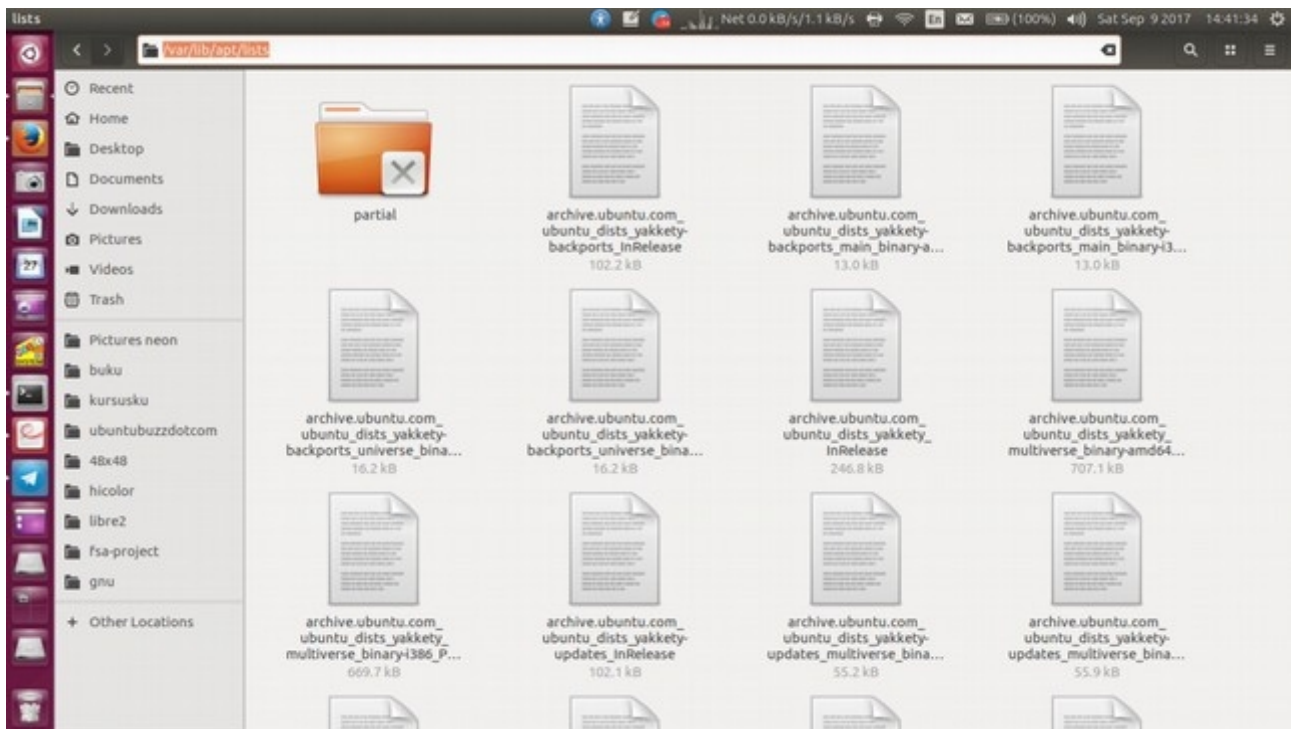 lists
Net 0.0 kB/s/1.1 kB/s En (100%) Sat Sep 9 2017 14:41:34
/var/lib/apt/lists
Recent
Home
Desktop
Documents
Downloads
Pictures
27
Videos
Trash
Pictures neon
buku
kursusku
ubuntubuzzdotcom
48x48
hicolor
libre2
fsa-project
gnu
+ Other Locations
partial
archive.ubuntu.com_
ubuntu_dists_yakkety-
backports_InRelease
102.2 kB
archive.ubuntu.com_
ubuntu_dists_yakkety-
backports_main_binary-a...
13.0 kB
archive.ubuntu.com_
ubuntu_dists_yakkety-
backports_main_binary-i3...
13.0 kB
archive.ubuntu.com_
ubuntu_dists_yakkety-
backports_universe_bina...
16.2 kB
archive.ubuntu.com_
ubuntu_dists_yakkety-
backports_universe_bina...
16.2 kB
archive.ubuntu.com_
ubuntu_dists_yakkety_
InRelease
246.8 kB
archive.ubuntu.com_
ubuntu_dists_yakkety_
multiverse_binary-amd64...
707.1 kB
archive.ubuntu.com_
ubuntu_dists_yakkety_
multiverse_binary-i386_P...
669.7 kB
archive.ubuntu.com_
ubuntu_dists_yakkety-
updates_InRelease
102.1 kB
archive.ubuntu.com_
ubuntu_dists_yakkety-
updates_multiverse_bina...
55.2 kB
archive.ubuntu.com_
ubuntu_dists_yakkety-
updates_multiverse_bina...
55.9 kB